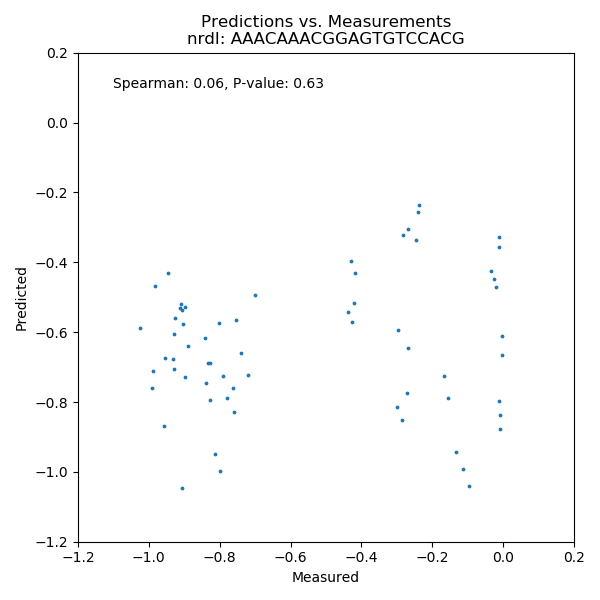 Predictions vs. Measurements
nrdI: AAACAAACGGAGTGTCCACG
Spearman: 0.06, P-value: 0.63
0.2
0.0
−0.2
−0.4
−0.6
−0.8
−1.0
−1.2
Predicted
−1.2 −1.0 −0.8 −0.6 −0.4 −0.2 0.0 0.2
Measured